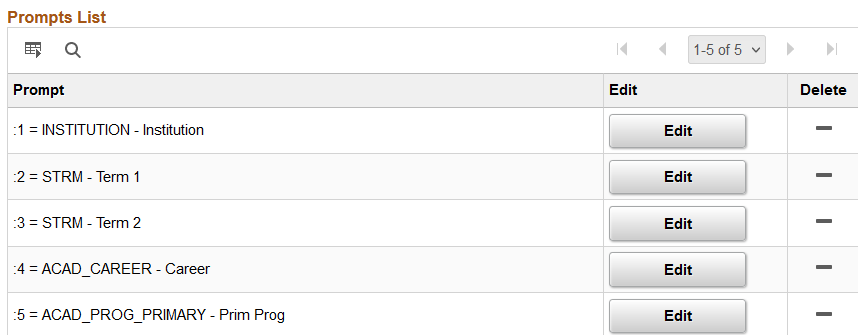 Prompts List
1-5 of 5
Prompt Edit Delete
:1 = INSTITUTION - Institution Edit
:2 = STRM - Term 1 Edit
:3 = STRM - Term 2 Edit
:4 = ACAD_CAREER - Career Edit
:5 = ACAD_PROG_PRIMARY - Prim Prog Edit